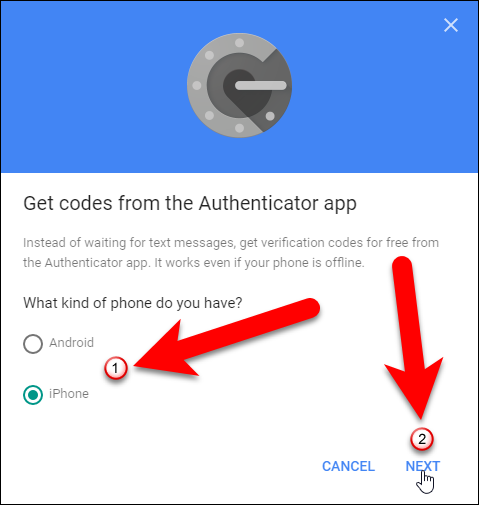 Get codes from the Authenticator app
Instead of waiting for text messages, get verification codes for free from
the Authenticator app. It works even if your phone is offline.
What kind of phone do you have?
Android
1
iPhone
2
CANCEL NEXT